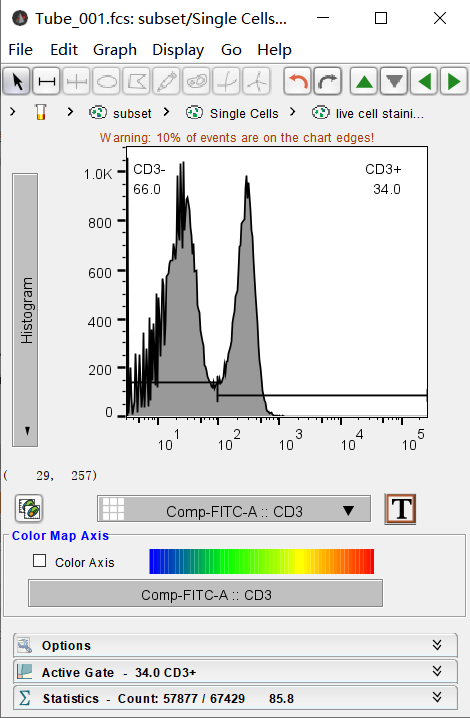 Tube_001.fcs: subset/Single Cells...
File Edit Graph Display Go Help
subset Single Cells live cell staini...
Warning: 10% of events are on the chart edges!
CD3- CD3+
66.0 34.0
1.0K
800
600
400
200
0
0 10^1 10^2 10^3 10^4 10^5
Histogram
( 29, 257)
Comp-FITC-A :: CD3
T
Color Map Axis
Color Axis
Comp-FITC-A :: CD3
Options
Active Gate - 34.0 CD3+
Statistics - Count: 57877 / 67429 85.8